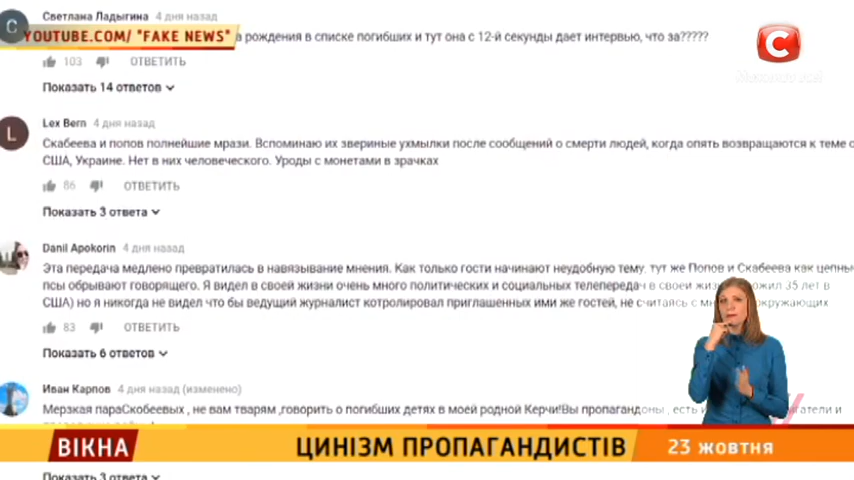 Светлана Ладыгина 4 дня назад
YOUTUBE.COM/ "FAKE NEWS"
а рождения в списке погибших и тут она с 12-й секунды дает интервью, что за?????
103 ОТВЕТИТЬ
Показать 14 ответов
Lex Bern 4 дня назад
Скабеева и попов полнейшие мрази. Вспоминаю их звериные ухмылки после сообщений о смерти людей, когда опять возвращаются к теме о
США, Украине. Нет в них человеческого. Уроды с монетами в зрачках
86 ОТВЕТИТЬ
Показать 3 ответа
Danil Apokorin 4 дня назад
Эта передача медлено превратилась в навязывание мнения. Как только гости начинают неудобную тему, тут же Попов и Скабеева как цепные
псы обрывают говорящего. Я видел в своей жизни очень много политических и социальных телепередач в своей жизни 35 лет в
США) но я никогда не видел что бы ведущий журналист котролировал приглашенных ими же гостей, не считаясь с окружающих
83 ОТВЕТИТЬ
Показать 6 ответов
Иван Карпов 4 дня назад (изменено)
Мерзкая параСкобеевых , не вам тварям ,говорить о погибших детях в моей родной Керчи!Вы пропагандоны , есть и
ВІКНА ЦИНІЗМ ПРОПАГАНДИСТІВ 23 жовтня
Показать 3 ответа